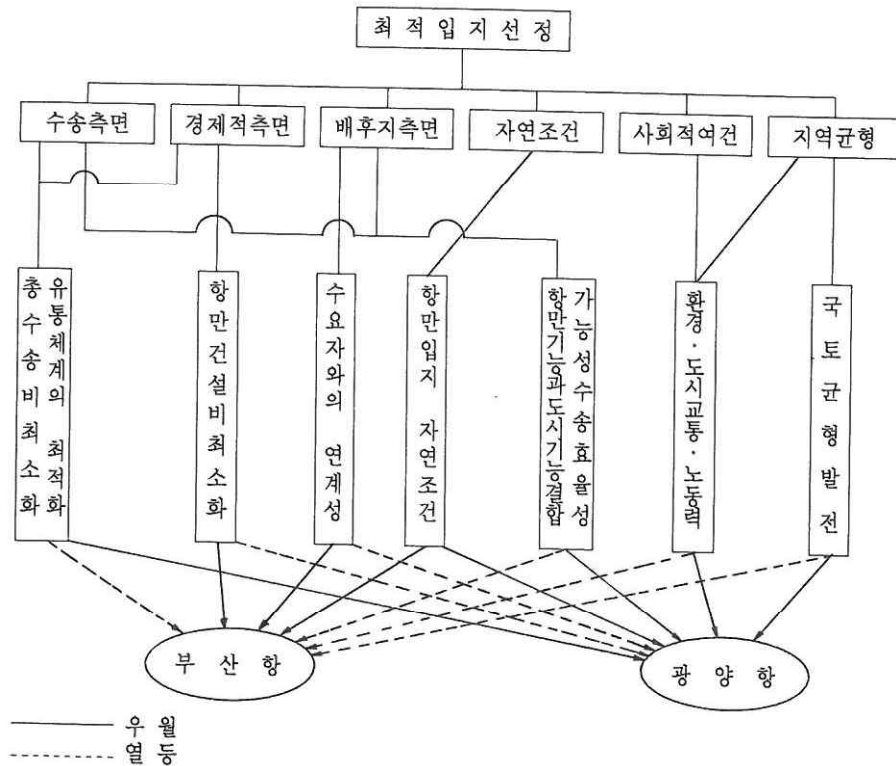 최적입지선정
수송측면
경제적측면
배후지측면
자연조건
사회적여건
지역균형
유통체계의 최적화
총수송비최소화
항만건설비최소화
수요자와의 연계성
항만입지 자연조건
가능성수송효율성
항만기능과도시기능결합
환경·도시교통·노동력
국토균형발전
부산항
광양항
우월
열등